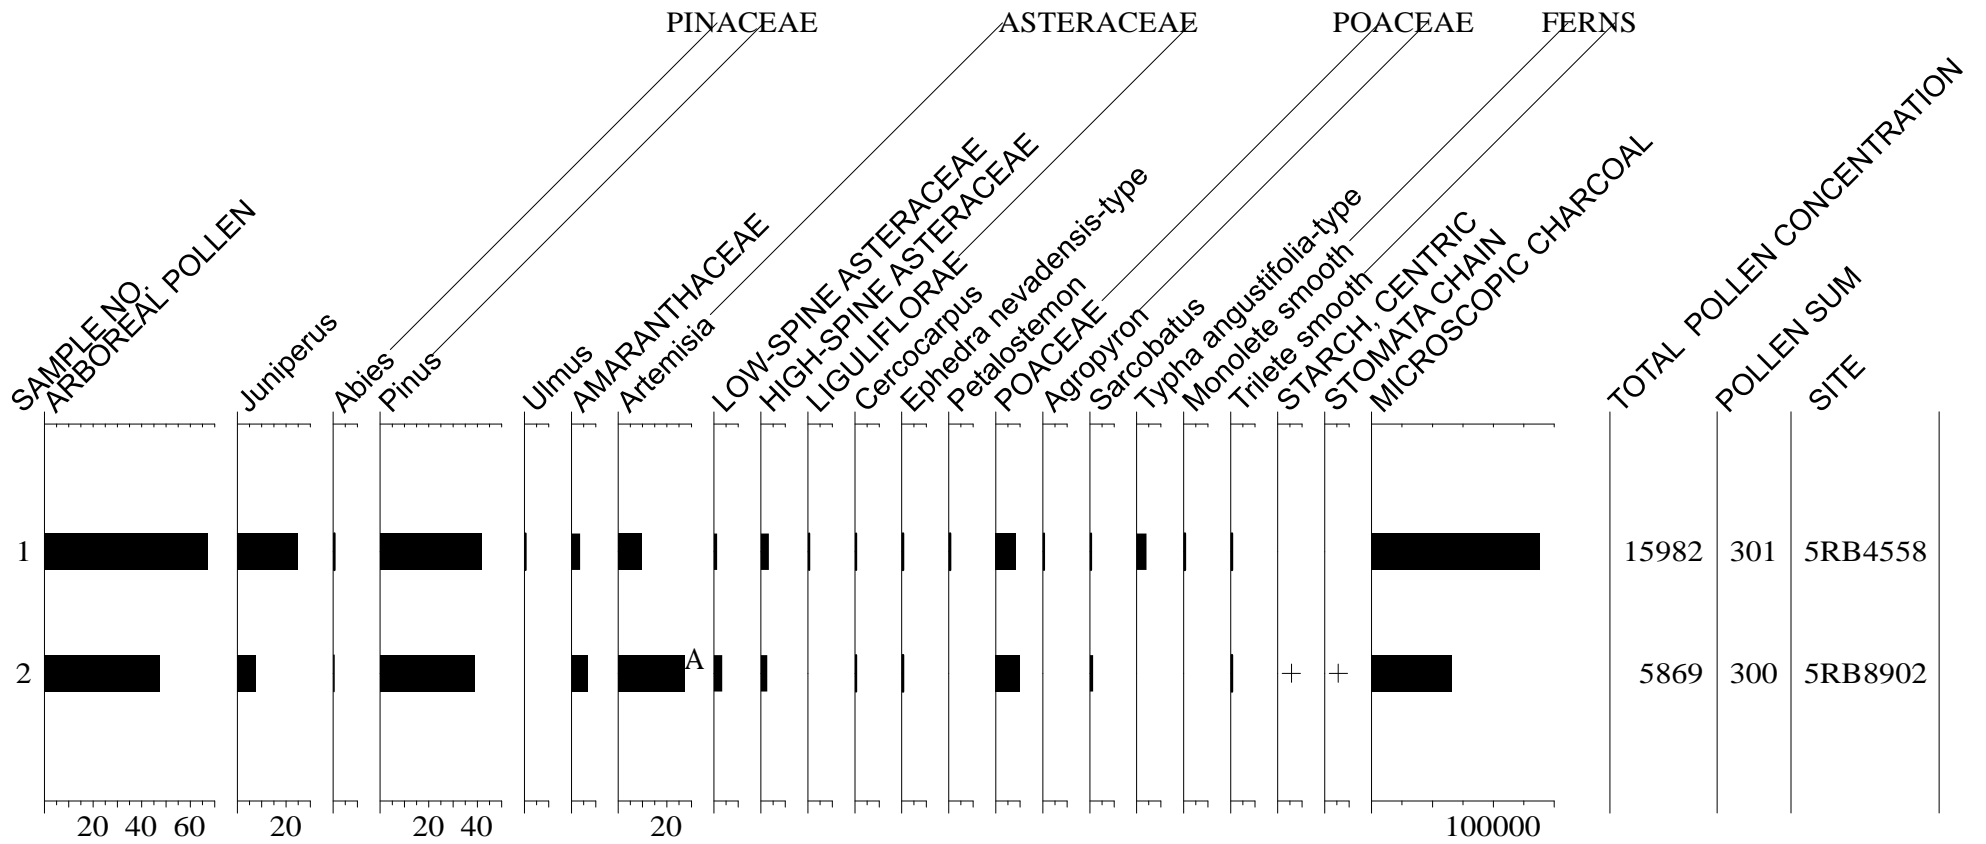 PINACEAE
ASTERACEAE
POACEAE
FERNS
SAMPLE NO.
ARBOREAL POLLEN
Juniperus
Abies
Pinus
Ulmus
AMARANTHACEAE
Artemisia
LOW-SPINE ASTERACEAE
HIGH-SPINE ASTERACEAE
LIGULIFLORAE
Cercocarpus
Ephedra nevadensis-type
Petalostemon
POACEAE
Agropyron
Sarcobatus
Typha angustifolia-type
Monolete smooth
Trilete smooth
STARCH, CENTRIC
STOMATA CHAIN
MICROSCOPIC CHARCOAL
TOTAL POLLEN CONCENTRATION
POLLEN SUM
SITE
1 15982 301 5RB4558
2 A + + 5869 300 5RB8902
20 40 60 20 20 40 20 100000